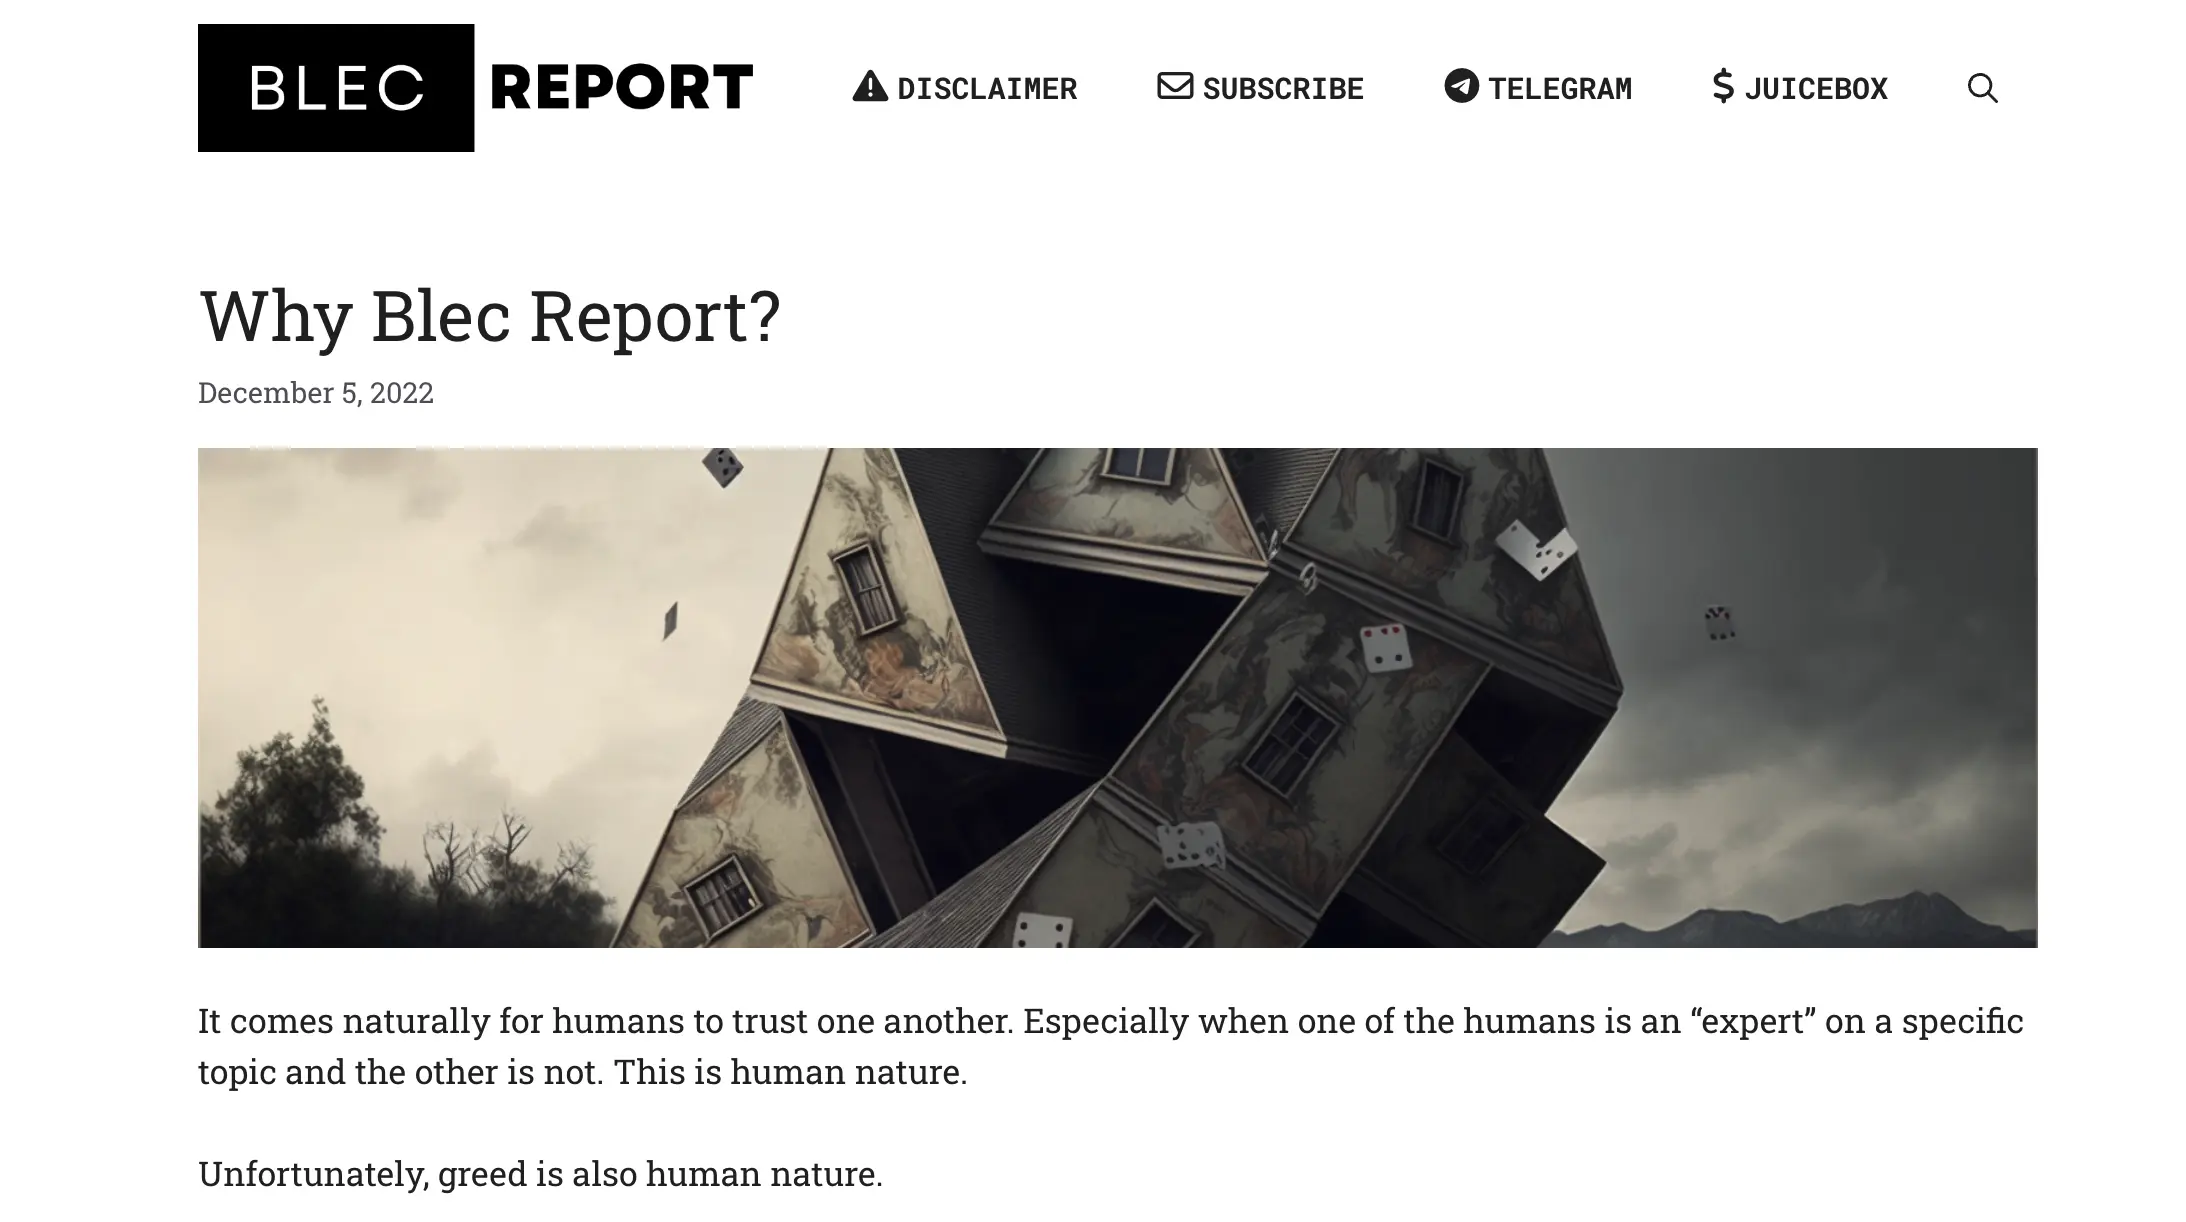 BLEC REPORT
DISCLAIMER
SUBSCRIBE
TELEGRAM
JUICEBOX
Why Blec Report?
December 5, 2022
It comes naturally for humans to trust one another. Especially when one of the humans is an “expert” on a specific
topic and the other is not. This is human nature.
Unfortunately, greed is also human nature.